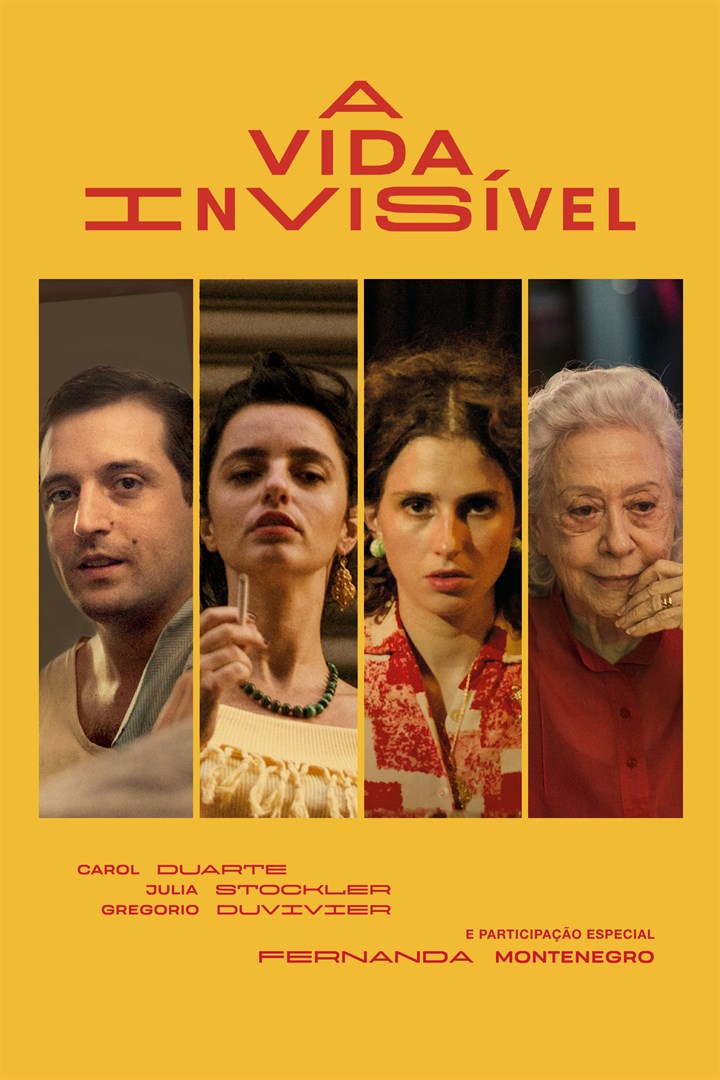 A
VIDA
INVISÍVEL
CAROL DUARTE
JULIA STOCKLER
GREGORIO DUVIVIER
E PARTICIPAÇÃO ESPECIAL
FERNANDA MONTENEGRO